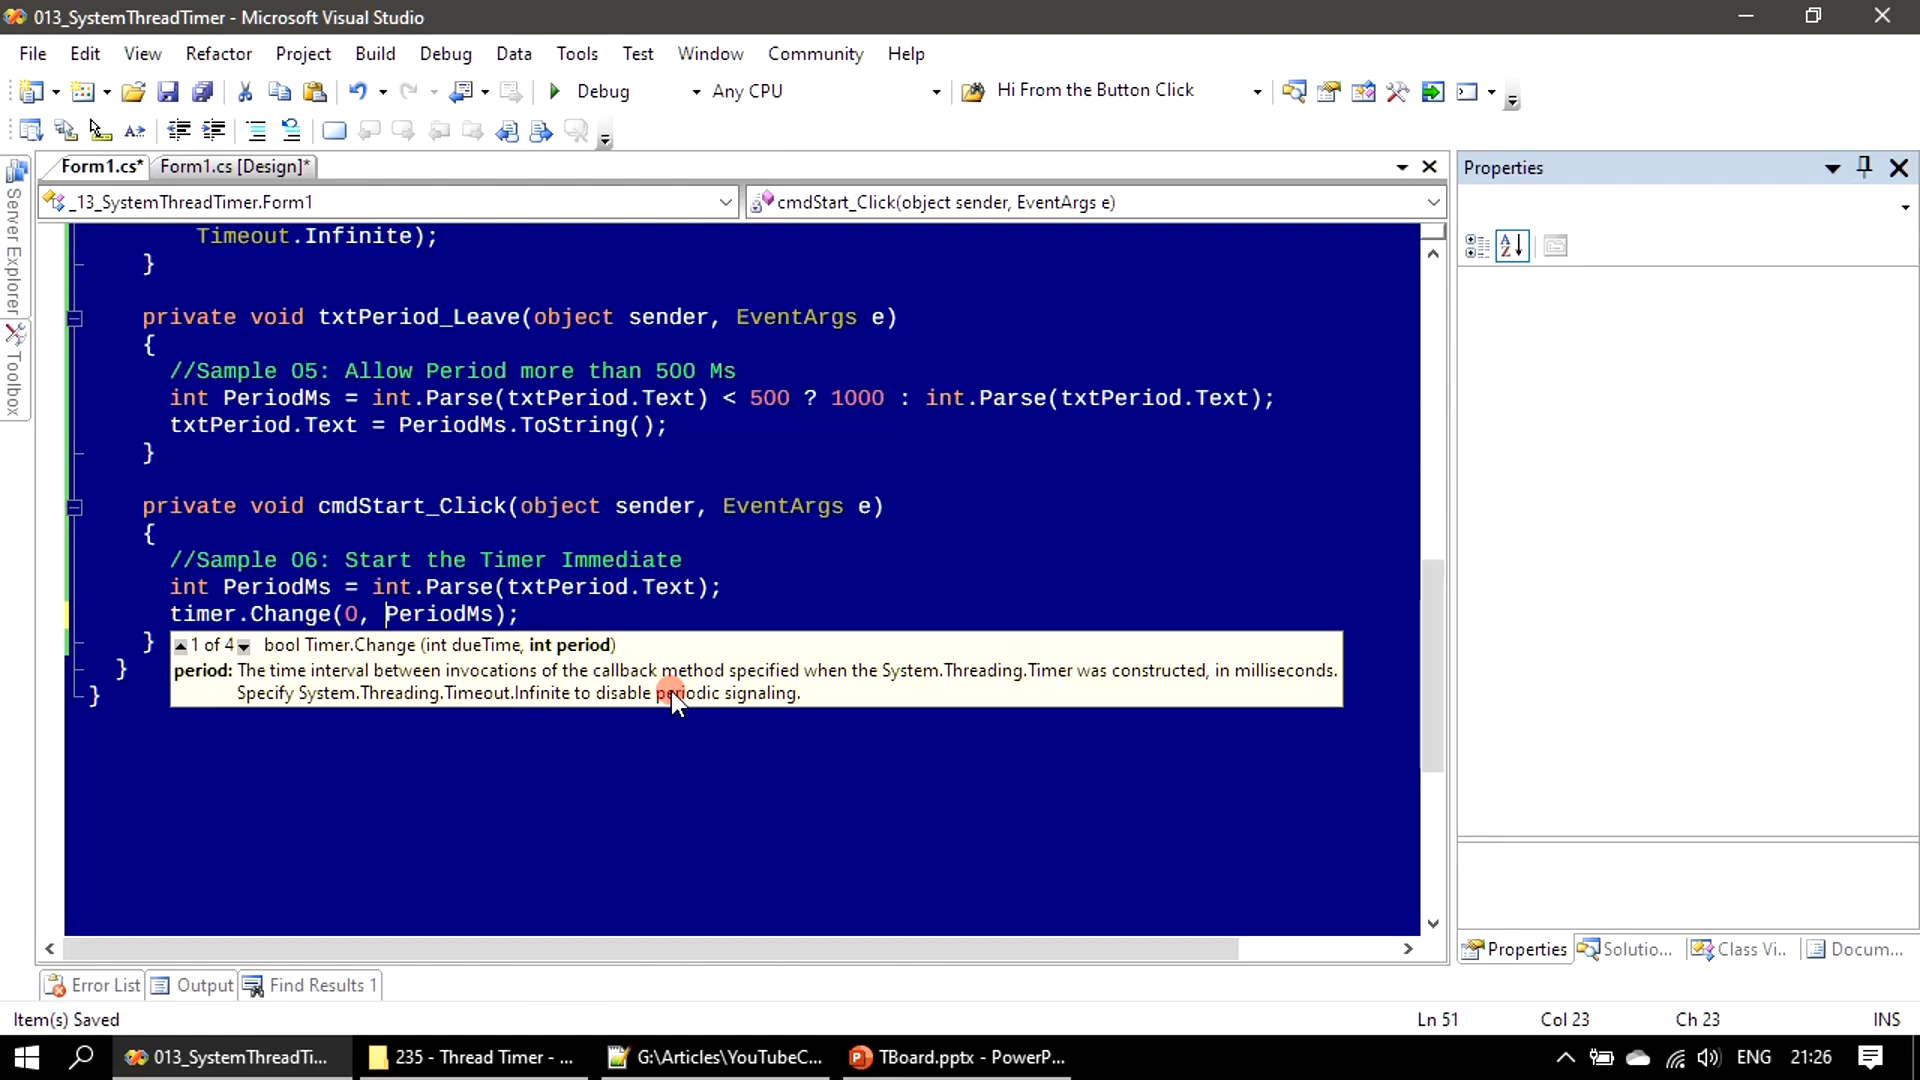 013_SystemThreadTimer - Microsoft Visual Studio
File Edit View Refactor Project Build Debug Data Tools Test Window Community Help
Debug Any CPU Hi From the Button Click
Form1.cs* Form1.cs [Design]* Properties
_13_SystemThreadTimer.Form1 cmdStart_Click(object sender, EventArgs e)
Server Explorer
Toolbox
Timeout.Infinite);
}
private void txtPeriod_Leave(object sender, EventArgs e)
{
//Sample 05: Allow Period more than 500 Ms
int PeriodMs = int.Parse(txtPeriod.Text) < 500 ? 1000 : int.Parse(txtPeriod.Text);
txtPeriod.Text = PeriodMs.ToString();
}
private void cmdStart_Click(object sender, EventArgs e)
{
//Sample 06: Start the Timer Immediate
int PeriodMs = int.Parse(txtPeriod.Text);
timer.Change(0, PeriodMs);
}
1 of 4 bool Timer.Change (int dueTime, int period)
period: The time interval between invocations of the callback method specified when the System.Threading.Timer was constructed, in milliseconds.
Specify System.Threading.Timeout.Infinite to disable periodic signaling.
}
}
Properties Solutio... Class Vi... Docum...
Error List Output Find Results 1
Item(s) Saved Ln 51 Col 23 Ch 23 INS
013_SystemThreadTi... 235 - Thread Timer - ... G:\Articles\YouTubeC... TBoard.pptx - PowerP... ENG 21:26